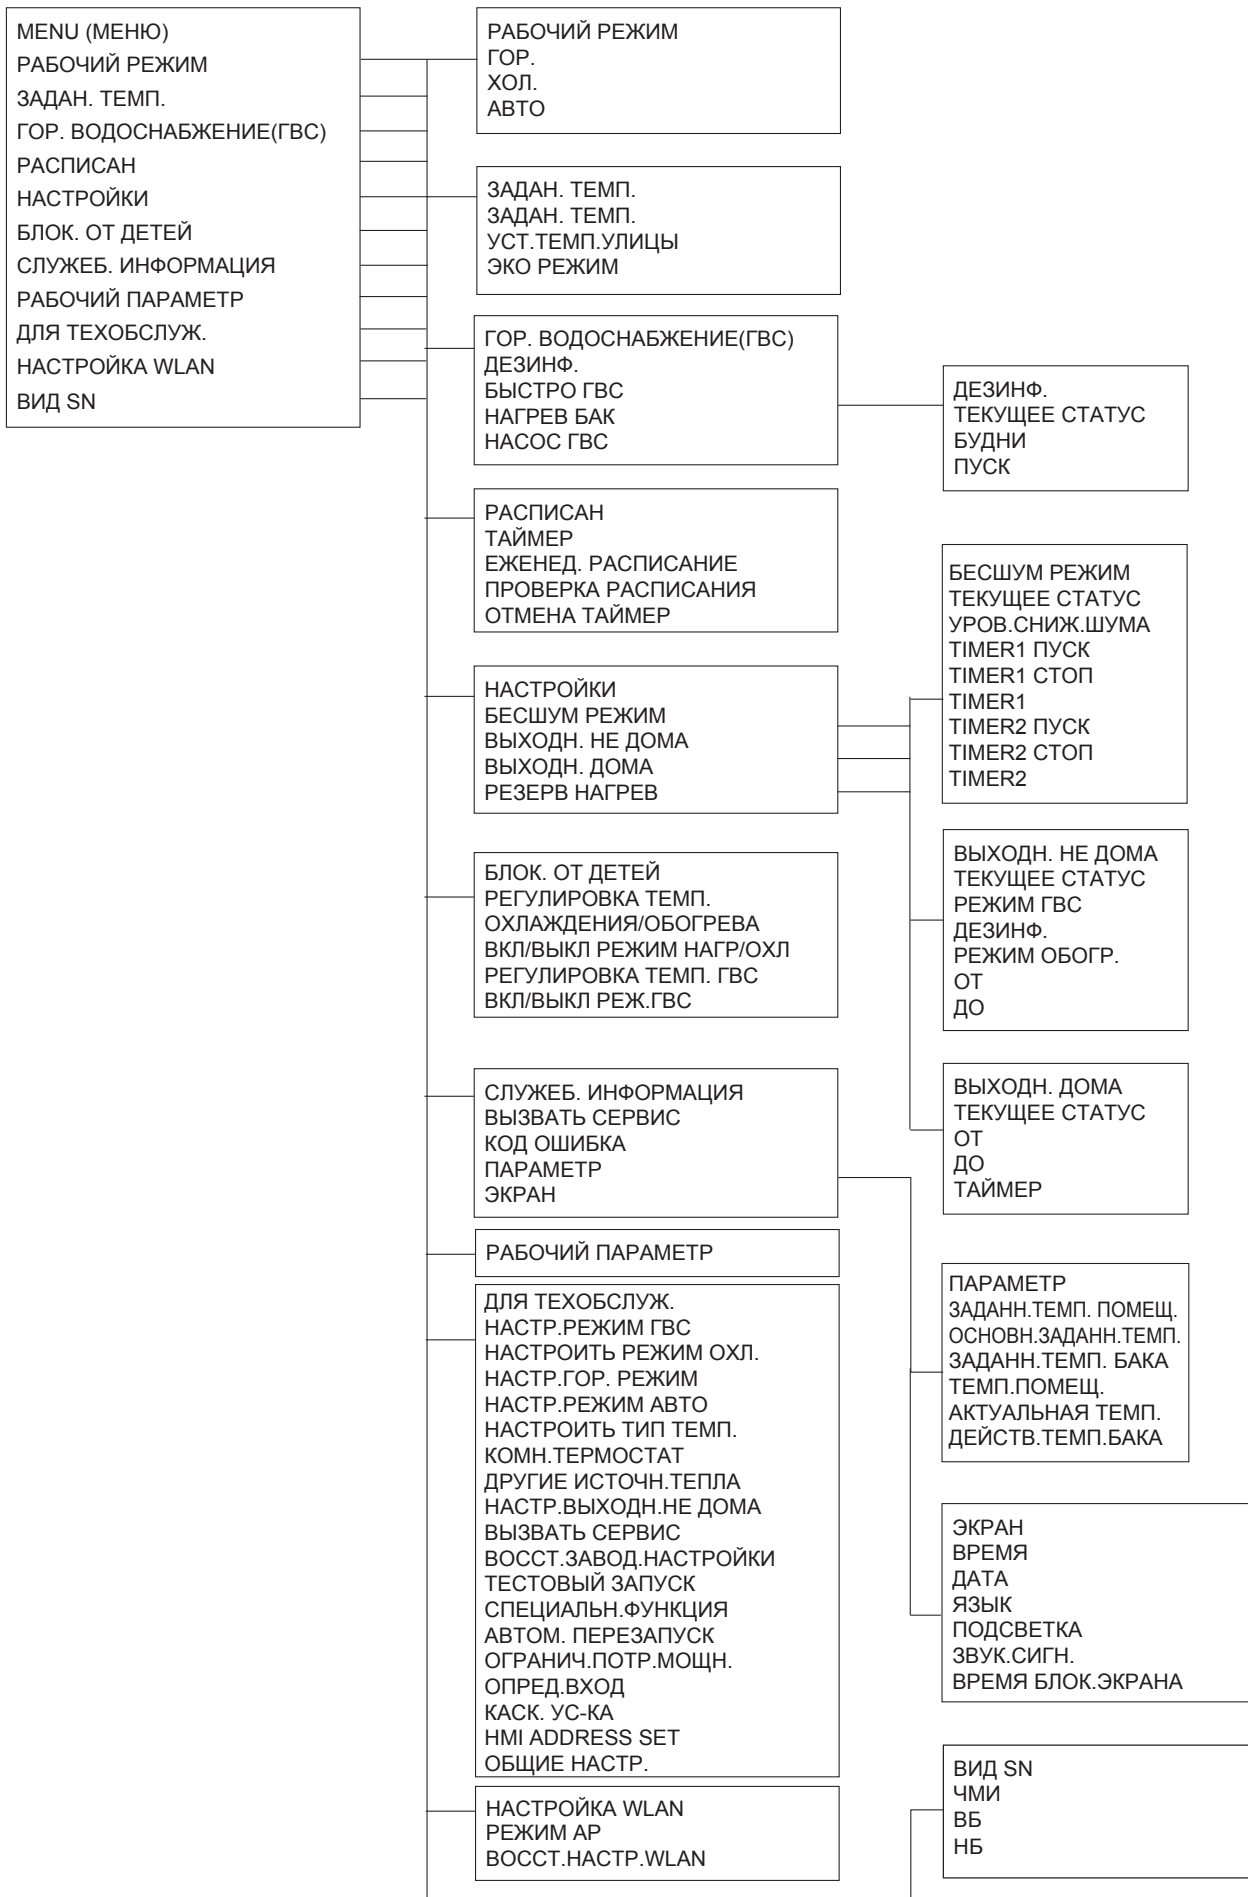 MENU (МЕНЮ)
РАБОЧИЙ РЕЖИМ
ЗАДАН. ТЕМП.
ГОР. ВОДОСНАБЖЕНИЕ(ГВС)
РАСПИСАН
НАСТРОЙКИ
БЛОК. ОТ ДЕТЕЙ
СЛУЖЕБ. ИНФОРМАЦИЯ
РАБОЧИЙ ПАРАМЕТР
ДЛЯ ТЕХОБСЛУЖ.
НАСТРОЙКА WLAN
ВИД SN
РАБОЧИЙ РЕЖИМ
ГОР.
ХОЛ.
АВТО
ЗАДАН. ТЕМП.
ЗАДАН. ТЕМП.
УСТ.ТЕМП.УЛИЦЫ
ЭКО РЕЖИМ
ГОР. ВОДОСНАБЖЕНИЕ(ГВС)
ДЕЗИНФ.
БЫСТРО ГВС
НАГРЕВ БАК
НАСОС ГВС
РАСПИСАН
ТАЙМЕР
ЕЖЕНЕД. РАСПИСАНИЕ
ПРОВЕРКА РАСПИСАНИЯ
ОТМЕНА ТАЙМЕР
НАСТРОЙКИ
БЕСШУМ РЕЖИМ
ВЫХОДН. НЕ ДОМА
ВЫХОДН. ДОМА
РЕЗЕРВ НАГРЕВ
БЛОК. ОТ ДЕТЕЙ
РЕГУЛИРОВКА ТЕМП.
ОХЛАЖДЕНИЯ/ОБОГРЕВА
ВКЛ/ВЫКЛ РЕЖИМ НАГР/ОХЛ
РЕГУЛИРОВКА ТЕМП. ГВС
ВКЛ/ВЫКЛ РЕЖ.ГВС
СЛУЖЕБ. ИНФОРМАЦИЯ
ВЫЗВАТЬ СЕРВИС
КОД ОШИБКА
ПАРАМЕТР
ЭКРАН
РАБОЧИЙ ПАРАМЕТР
ДЛЯ ТЕХОБСЛУЖ.
НАСТР.РЕЖИМ ГВС
НАСТРОИТЬ РЕЖИМ ОХЛ.
НАСТР.ГОР. РЕЖИМ
НАСТР.РЕЖИМ АВТО
НАСТРОИТЬ ТИП ТЕМП.
КОМН.ТЕРМОСТАТ
ДРУГИЕ ИСТОЧН.ТЕПЛА
НАСТР.ВЫХОДН.НЕ ДОМА
ВЫЗВАТЬ СЕРВИС
ВОССТ.ЗАВОД.НАСТРОЙКИ
ТЕСТОВЫЙ ЗАПУСК
СПЕЦИАЛЬН.ФУНКЦИЯ
АВТОМ. ПЕРЕЗАПУСК
ОГРАНИЧ.ПОТР.МОЩН.
ОПРЕД.ВХОД
КАСК. УС-КА
HMI ADDRESS SET
ОБЩИЕ НАСТР.
НАСТРОЙКА WLAN
РЕЖИМ AP
ВОССТ.НАСТР.WLAN
ДЕЗИНФ.
ТЕКУЩЕЕ СТАТУС
БУДНИ
ПУСК
БЕСШУМ РЕЖИМ
ТЕКУЩЕЕ СТАТУС
УРОВ.СНИЖ.ШУМА
TIMER1 ПУСК
TIMER1 СТОП
TIMER1
TIMER2 ПУСК
TIMER2 СТОП
TIMER2
ВЫХОДН. НЕ ДОМА
ТЕКУЩЕЕ СТАТУС
РЕЖИМ ГВС
ДЕЗИНФ.
РЕЖИМ ОБОГР.
ОТ
ДО
ВЫХОДН. ДОМА
ТЕКУЩЕЕ СТАТУС
ОТ
ДО
ТАЙМЕР
ПАРАМЕТР
ЗАДАНН.ТЕМП. ПОМЕЩ.
ОСНОВН.ЗАДАНН.ТЕМП.
ЗАДАНН.ТЕМП. БАКА
ТЕМП.ПОМЕЩ.
АКТУАЛЬНАЯ ТЕМП.
ДЕЙСТВ.ТЕМП.БАКА
ЭКРАН
ВРЕМЯ
ДАТА
ЯЗЫК
ПОДСВЕТКА
ЗВУК.СИГН.
ВРЕМЯ БЛОК.ЭКРАНА
ВИД SN
ЧМИ
ВБ
НБ